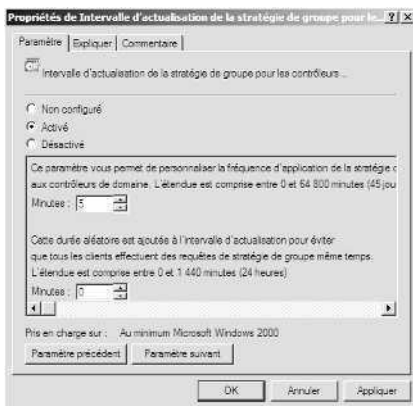 Propriétés de Intervalle d'actualisation de la stratégie de groupe pour le...
Paramètre Expliquer Commentaire
Intervalle d'actualisation de la stratégie de groupe pour les contrôleurs ...
Non configuré
Activé
Désactivé
Ce paramètre vous permet de personnaliser la fréquence d'application de la stratégie c
aux contrôleurs de domaine. L'étendue est comprise entre 0 et 64 800 minutes (45 jou
Minutes : 5
Cette durée aléatoire est ajoutée à l'intervalle d'actualisation pour éviter
que tous les clients effectuent des requêtes de stratégie de groupe même temps.
L'étendue est comprise entre 0 et 1 440 minutes (24 heures)
Minutes : 0
Pris en charge sur : Au minimum Microsoft Windows 2000
Paramètre précédent Paramètre suivant
OK Annuler Appliquer